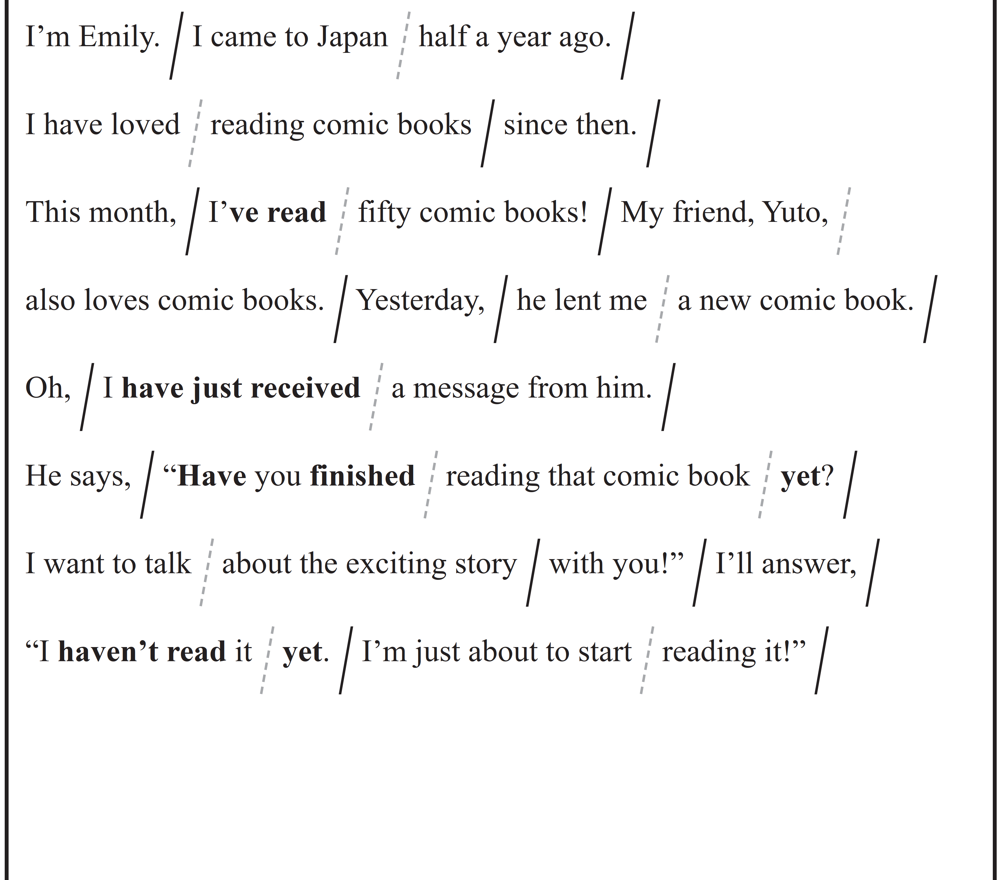 I’m Emily. / I came to Japan / half a year ago. /
I have loved / reading comic books / since then. /
This month, / I’ve read / fifty comic books! / My friend, Yuto, /
also loves comic books. / Yesterday, / he lent me / a new comic book. /
Oh, / I have just received / a message from him. /
He says, / “Have you finished / reading that comic book / yet? /
I want to talk / about the exciting story / with you!” / I’ll answer, /
“I haven’t read it / yet. / I’m just about to start / reading it!” /